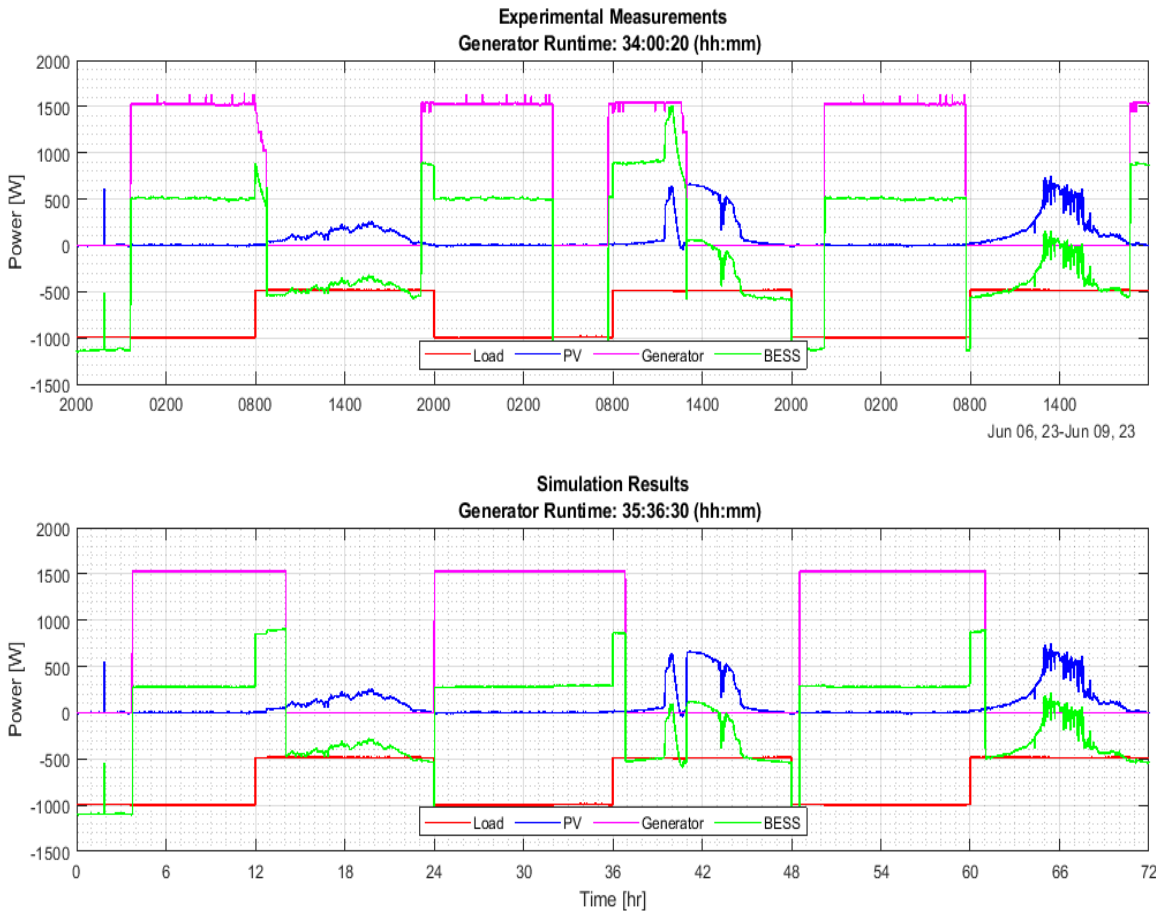 Experimental Measurements
Generator Runtime: 34:00:20 (hh:mm)
2000
1500
1000
500
0
-500
-1000
-1500
Power [W]
Load PV Generator BESS
2000 0200 0800 1400 2000 0200 0800 1400 2000 0200 0800 1400
Jun 06, 23-Jun 09, 23
Simulation Results
Generator Runtime: 35:36:30 (hh:mm)
2000
1500
1000
500
0
-500
-1000
-1500
Power [W]
Load PV Generator BESS
0 6 12 18 24 30 36 42 48 54 60 66 72
Time [hr]